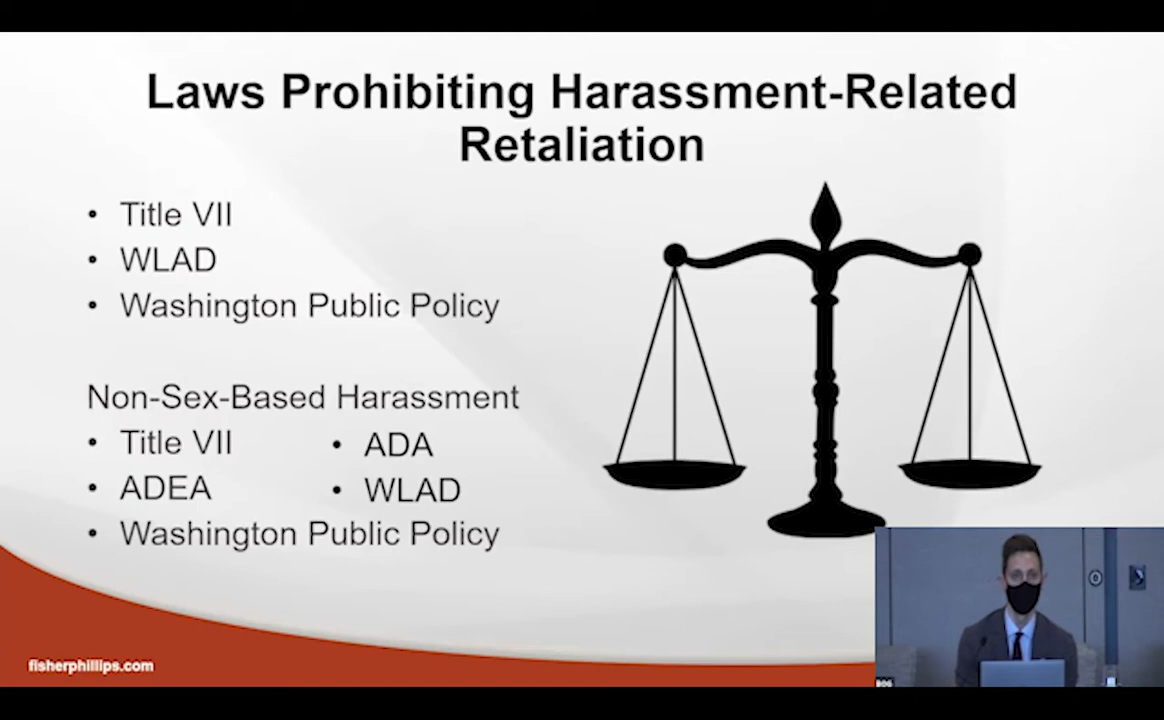 Laws Prohibiting Harassment-Related
Retaliation
• Title VII
• WLAD
• Washington Public Policy
Non-Sex-Based Harassment
• Title VII • ADA
• ADEA • WLAD
• Washington Public Policy
fisherphillips.com